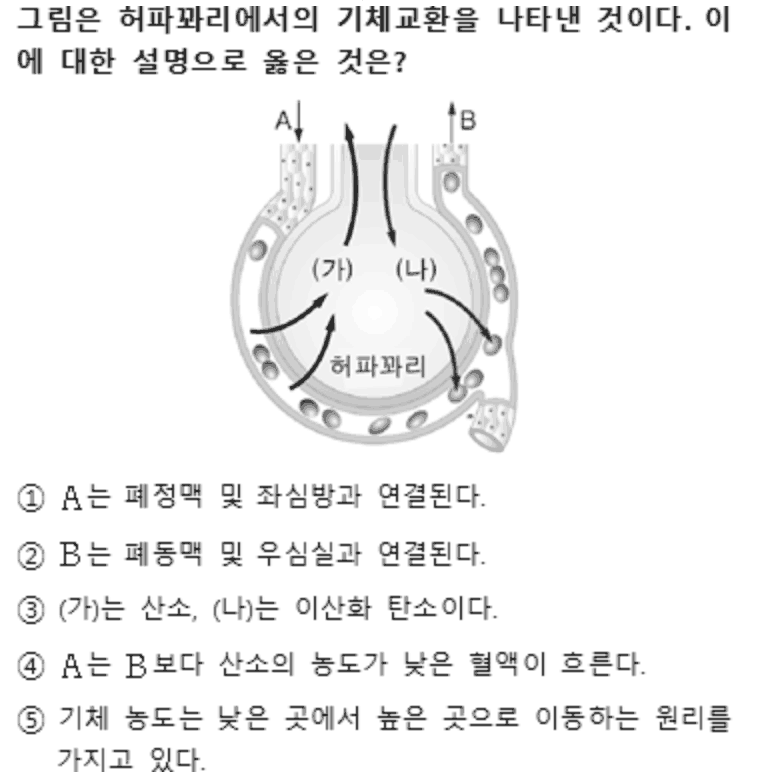 그림은 허파꽈리에서의 기체교환을 나타낸 것이다. 이
에 대한 설명으로 옳은 것은?
A
B
(가)
(나)
허파꽈리
① A는 폐정맥 및 좌심방과 연결된다.
② B는 폐동맥 및 우심실과 연결된다.
③ (가)는 산소, (나)는 이산화 탄소이다.
④ A는 B보다 산소의 농도가 낮은 혈액이 흐른다.
⑤ 기체 농도는 낮은 곳에서 높은 곳으로 이동하는 원리를
가지고 있다.